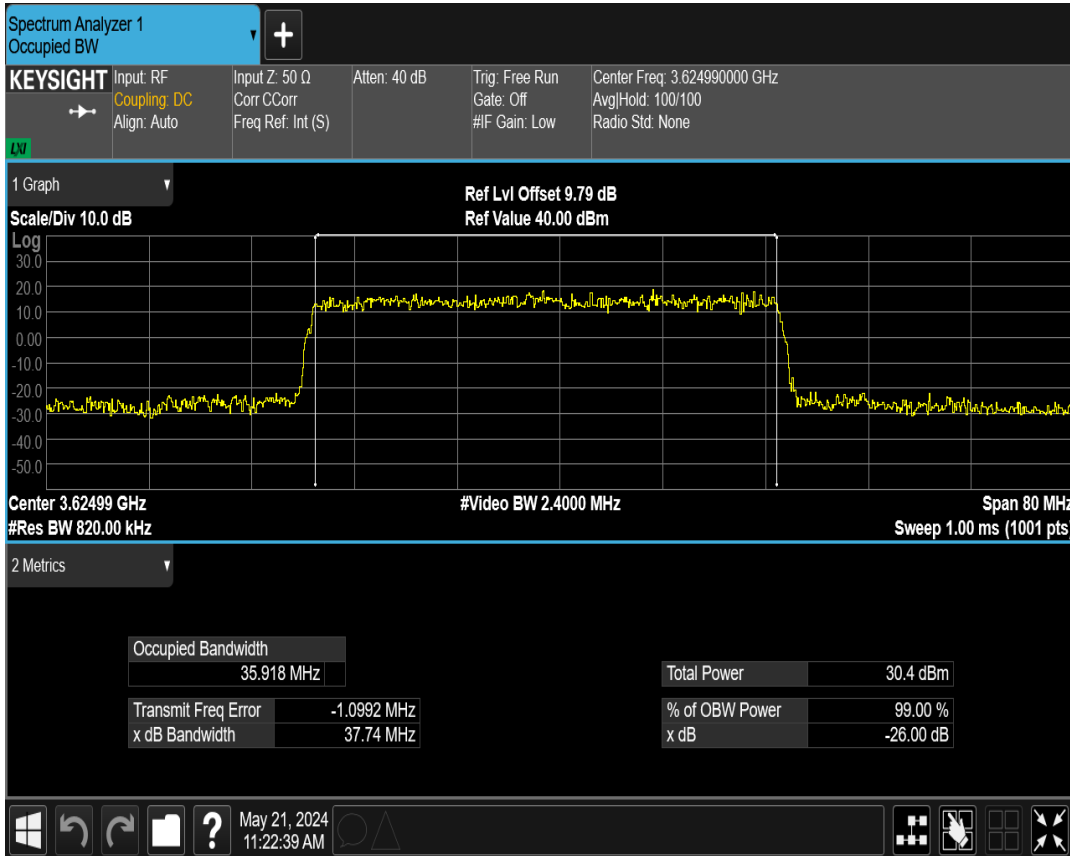 Spectrum Analyzer 1
Occupied BW
+
KEYSIGHT
LXI
Input: RF
Coupling: DC
Align: Auto
Input Z: 50 Ω
Corr CCorr
Freq Ref: Int (S)
Atten: 40 dB
Trig: Free Run
Gate: Off
#IF Gain: Low
Center Freq: 3.624990000 GHz
Avg|Hold: 100/100
Radio Std: None
1 Graph
Scale/Div 10.0 dB
Ref Lvl Offset 9.79 dB
Ref Value 40.00 dBm
Log
30.0
20.0
10.0
0.00
-10.0
-20.0
-30.0
-40.0
-50.0
Center 3.62499 GHz
#Res BW 820.00 kHz
#Video BW 2.4000 MHz
Span 80 MHz
Sweep 1.00 ms (1001 pts)
2 Metrics
Occupied Bandwidth
35.918 MHz
Transmit Freq Error -1.0992 MHz
x dB Bandwidth 37.74 MHz
Total Power 30.4 dBm
% of OBW Power 99.00 %
x dB -26.00 dB
?
May 21, 2024
11:22:39 AM